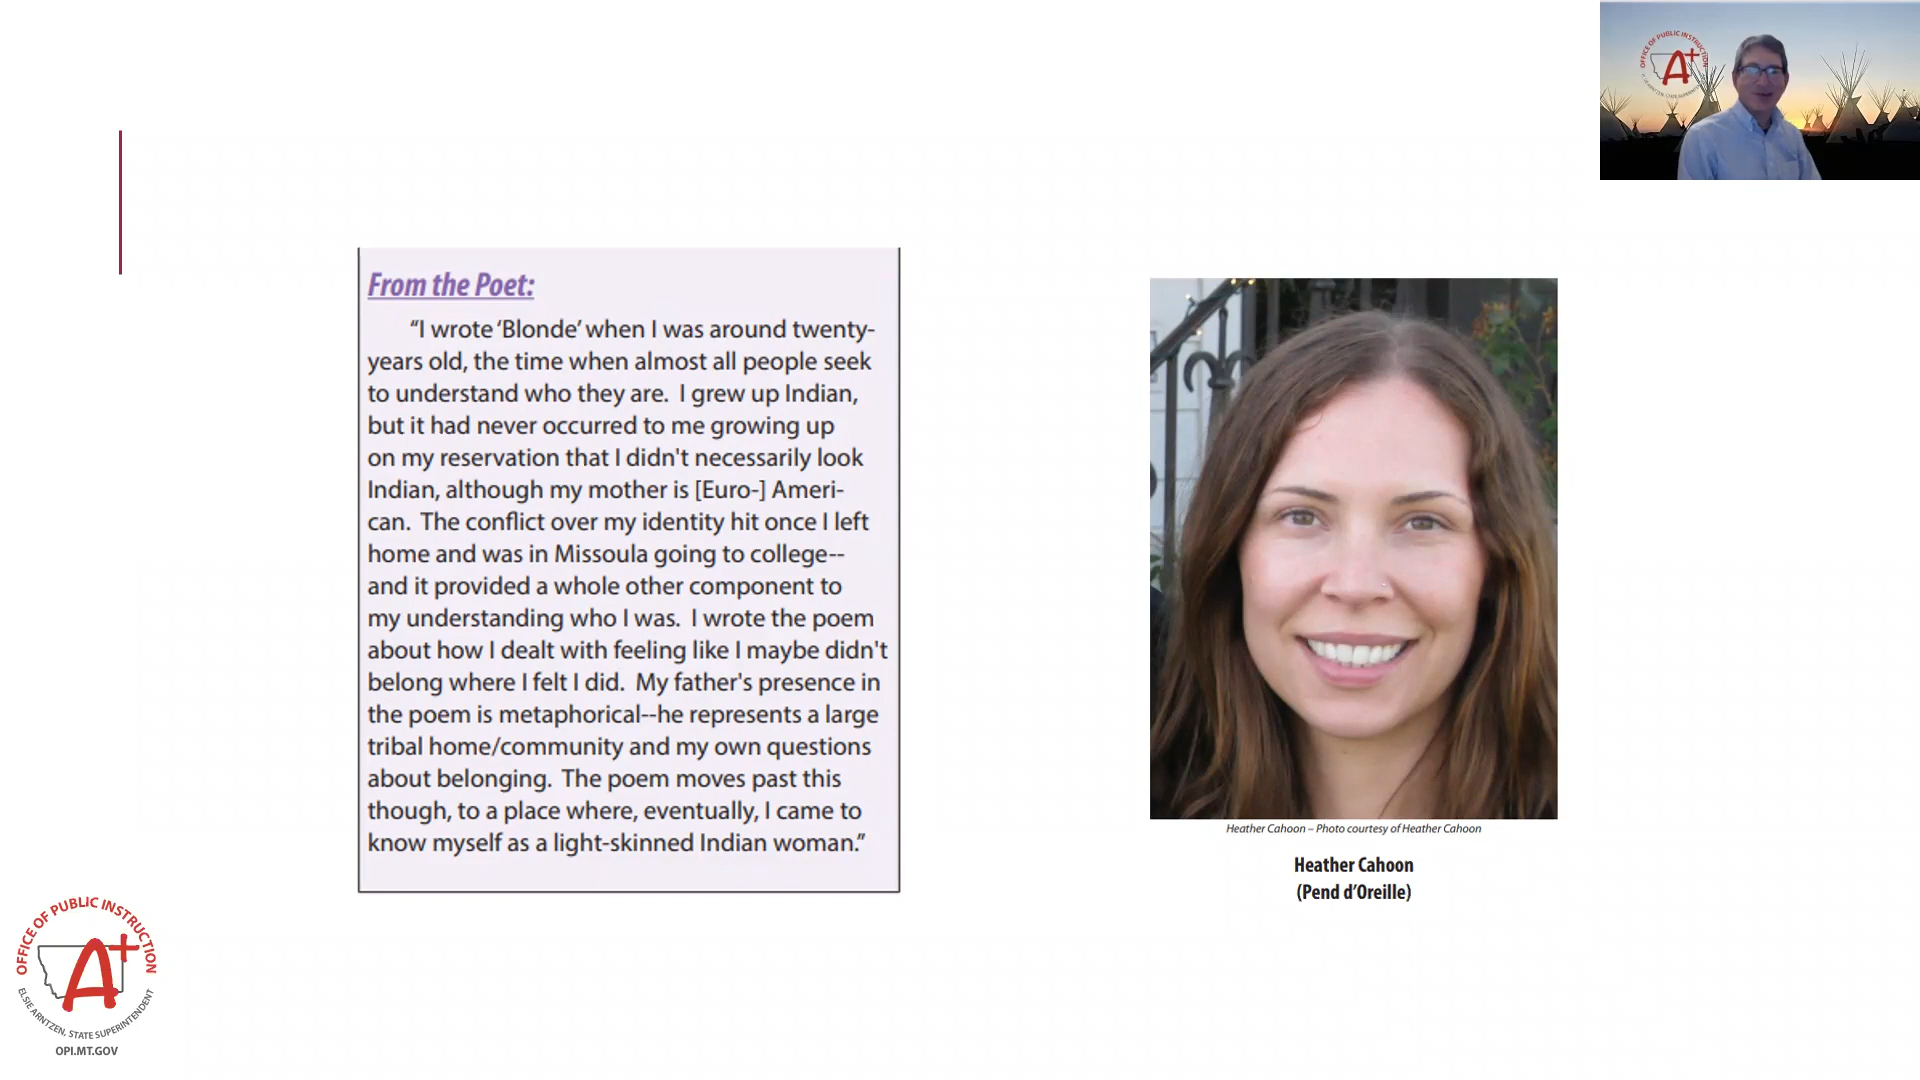 OFFICE OF PUBLIC INSTRUCTION
A+
From the Poet:
“I wrote ‘Blonde’ when I was around twenty-
years old, the time when almost all people seek
to understand who they are. I grew up Indian,
but it had never occurred to me growing up
on my reservation that I didn't necessarily look
Indian, although my mother is [Euro-] Ameri-
can. The conflict over my identity hit once I left
home and was in Missoula going to college--
and it provided a whole other component to
my understanding who I was. I wrote the poem
about how I dealt with feeling like I maybe didn't
belong where I felt I did. My father's presence in
the poem is metaphorical--he represents a large
tribal home/community and my own questions
about belonging. The poem moves past this
though, to a place where, eventually, I came to
know myself as a light-skinned Indian woman.”
Heather Cahoon – Photo courtesy of Heather Cahoon
Heather Cahoon
(Pend d’Oreille)
OFFICE OF PUBLIC INSTRUCTION
A+
ELSIE ARNTZEN, STATE SUPERINTENDENT
OPI.MT.GOV